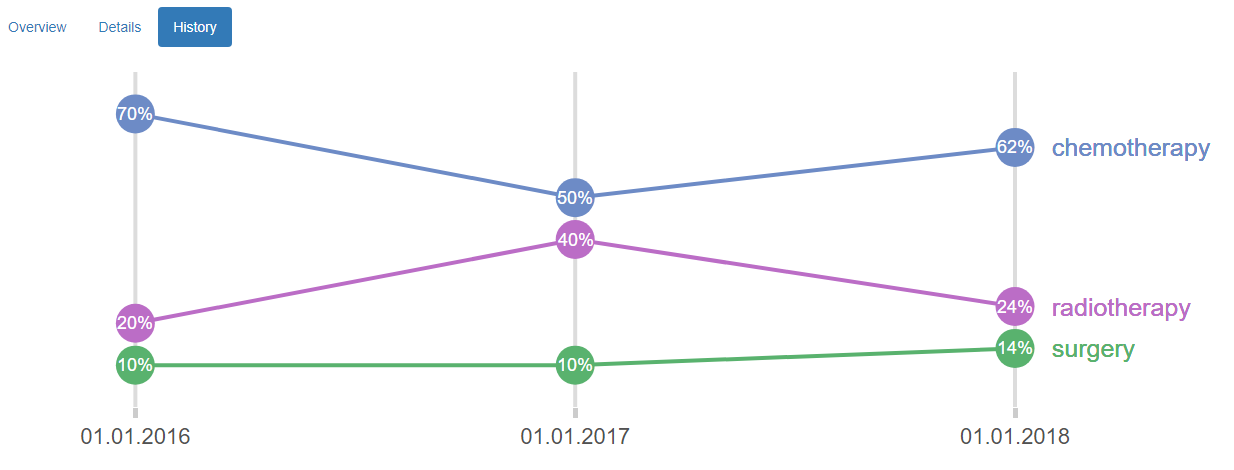 Overview Details History
70%
62% chemotherapy
50%
40%
20%
24% radiotherapy
14% surgery
10% 10%
01.01.2016 01.01.2017 01.01.2018